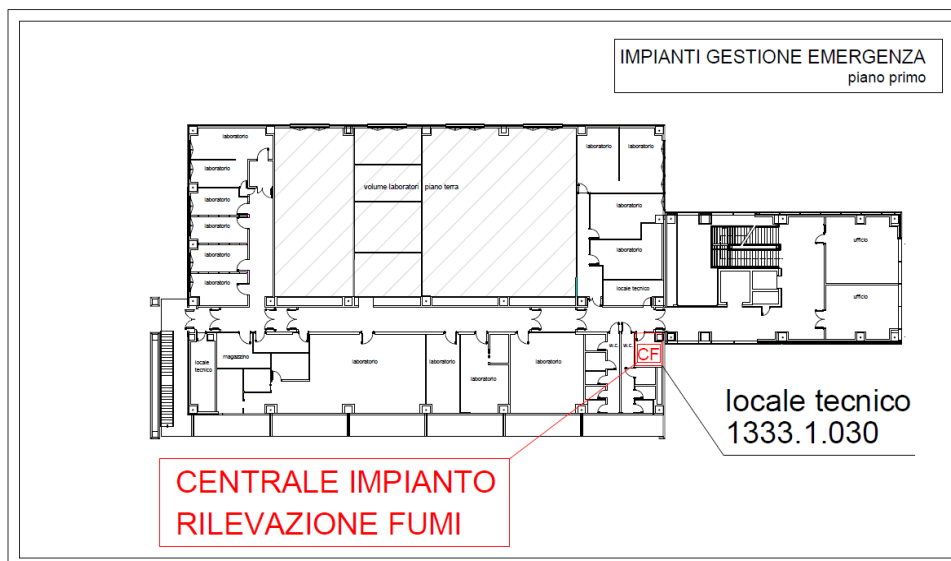 IMPIANTI GESTIONE EMERGENZA
piano primo
laboratorio
laboratorio
laboratorio
laboratorio
laboratorio
laboratorio
volume laboratori piano terra
laboratorio
laboratorio
laboratorio
laboratorio
locale tecnico
ufficio
ufficio
locale
tecnico
magazzino
laboratorio
laboratorio
laboratorio
laboratorio
w.c.
w.c.
CF
locale tecnico
1333.1.030
CENTRALE IMPIANTO
RILEVAZIONE FUMI